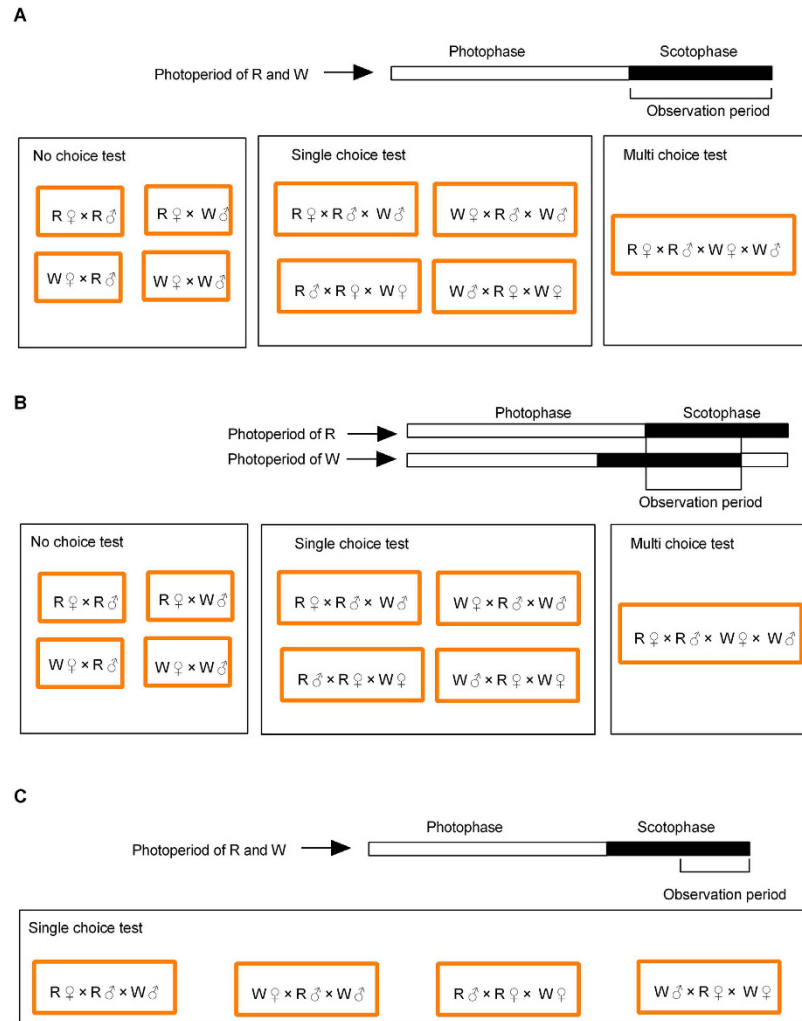 A
Photophase Scotophase
Photoperiod of R and W
Observation period
No choice test Single choice test Multi choice test
R♀×R♂ R♀× W♂ R♀×R♂× W♂ W♀×R♂× W♂
R♀×R♂×W♀×W♂
W♀×R♂ W♀× W♂ R♂×R♀× W♀ W♂×R♀×W♀
B
Photophase Scotophase
Photoperiod of R
Photoperiod of W
Observation period
No choice test Single choice test Multi choice test
R♀×R♂ R♀×W♂ R♀×R♂× W♂ W♀×R♂×W♂
R♀×R♂× W♀× W♂
W♀×R♂ W♀× W♂ R♂×R♀×W♀ W♂×R♀×W♀
C
Photophase Scotophase
Photoperiod of R and W
Observation period
Single choice test
R♀×R♂×W♂ W♀×R♂×W♂ R♂×R♀× W♀ W♂×R♀× W♀